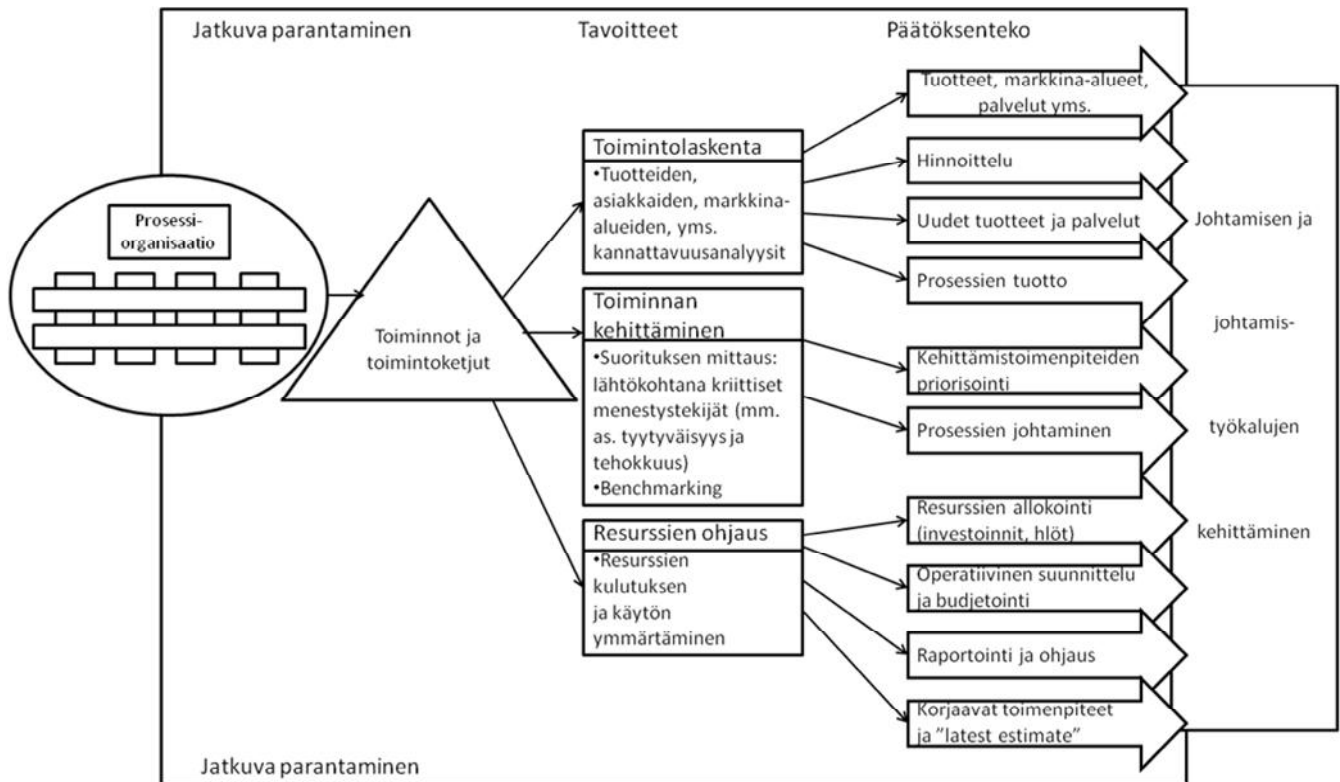 Jatkuva parantaminen
Tavoitteet
Päätöksenteko
Prosessi-
organisaatio
Toiminnot ja
toimintoketjut
Toimintolaskenta
•Tuotteiden,
asiakkaiden, markkina-
alueiden, yms.
kannattavuusanalyysit
Toiminnan
kehittäminen
•Suorituksen mittaus:
lähtökohtana kriittiset
menestystekijät (mm.
as. tyytyväisyys ja
tehokkuus)
•Benchmarking
Resurssien ohjaus
•Resurssien
kulutuksen
ja käytön
ymmärtäminen
Tuotteet, markkina-alueet,
palvelut yms.
Hinnoittelu
Uudet tuotteet ja palvelut
Prosessien tuotto
Kehittämistoimenpiteiden
priorisointi
Prosessien johtaminen
Resurssien allokointi
(investoinnit, hlöt)
Operatiivinen suunnittelu
ja budjetointi
Raportointi ja ohjaus
Korjaavat toimenpiteet
ja ”latest estimate”
Johtamisen ja
johtamis-
työkalujen
kehittäminen
Jatkuva parantaminen